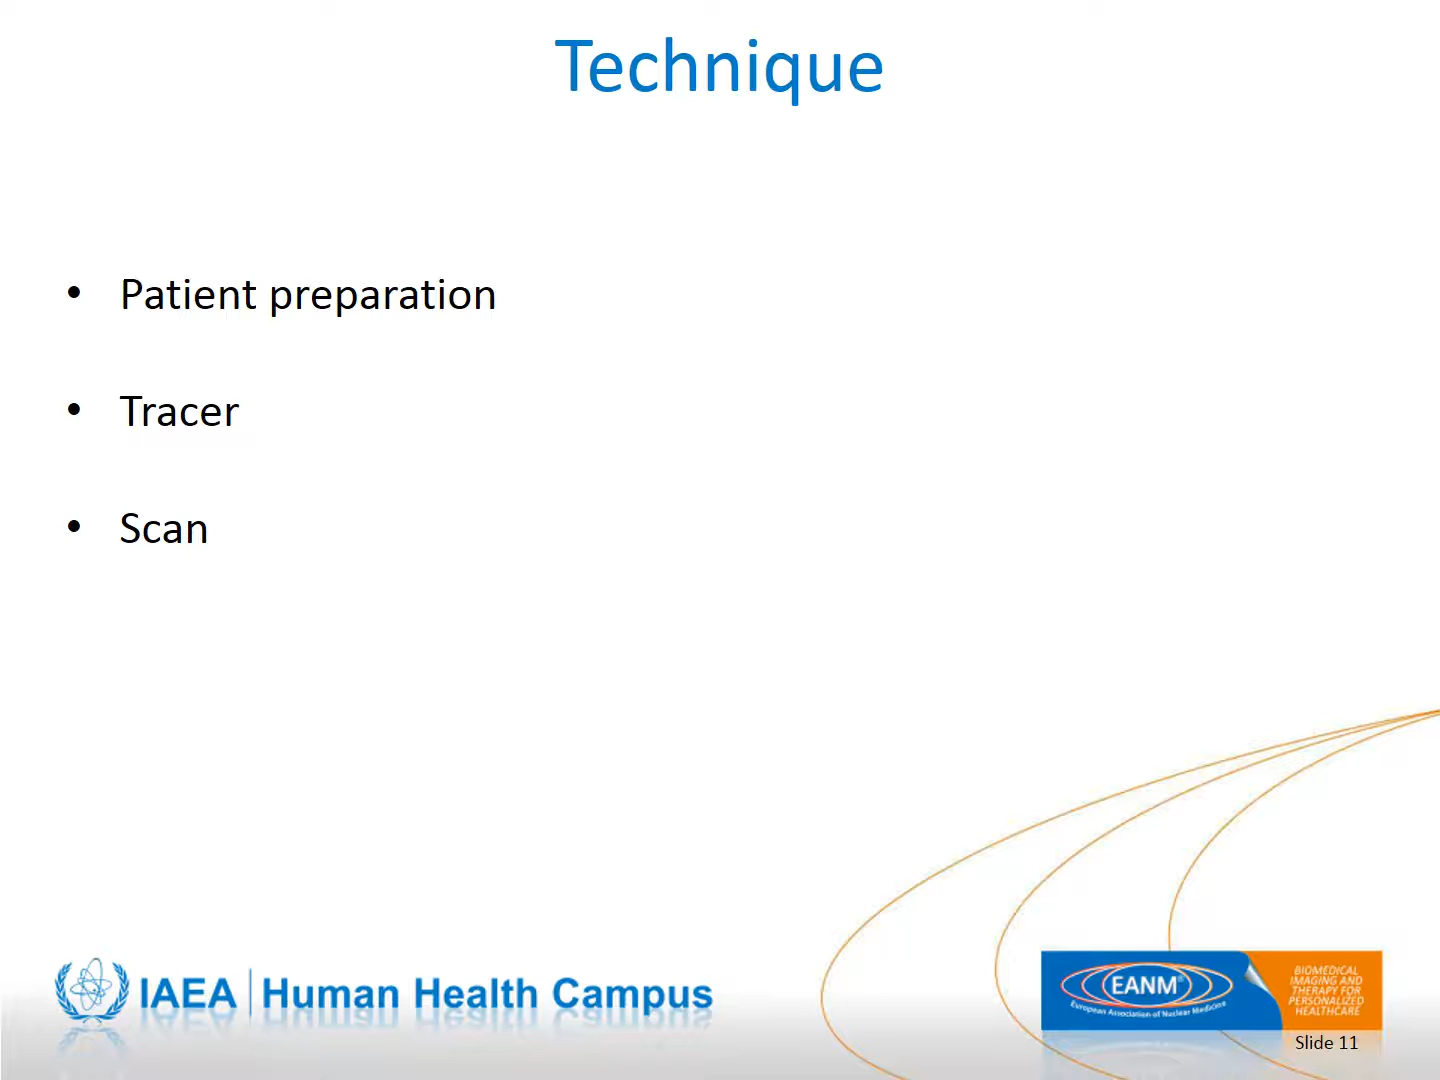 Technique
• Patient preparation
• Tracer
• Scan
IAEA | Human Health Campus
EANM®
European Association of Nuclear Medicine
BIOMEDICAL
IMAGING AND
THERAPY FOR
PERSONALIZED
HEALTHCARE
Slide 11